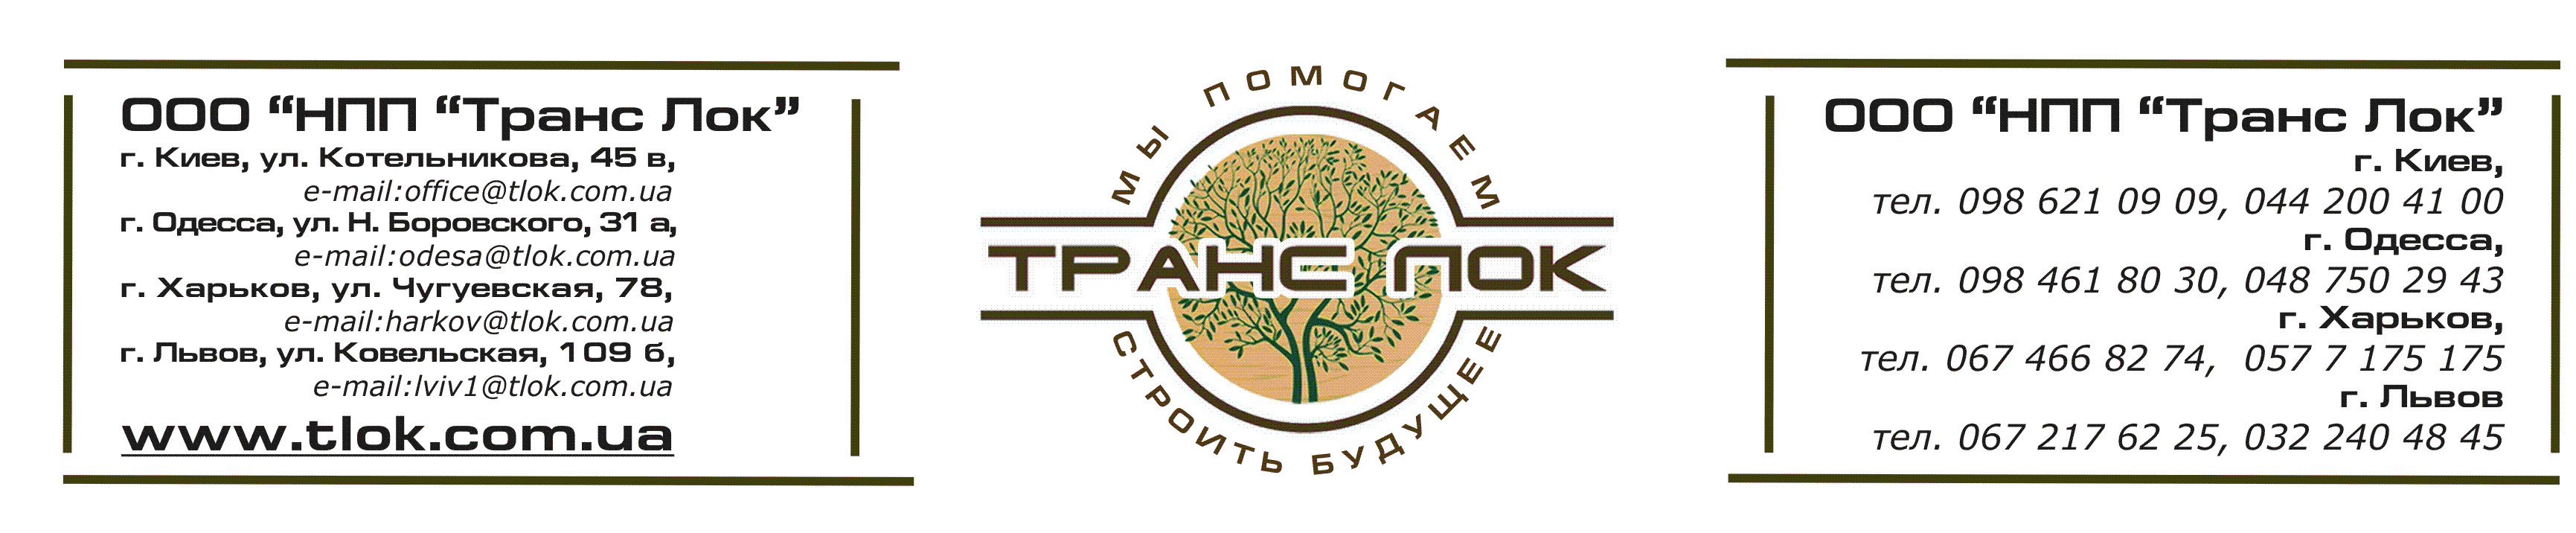 ООО “НПП “Транс Лок”
г. Киев, ул. Котельникова, 45 в,
e-mail:office@tlok.com.ua
г. Одесса, ул. Н. Боровского, 31 а,
e-mail:odesa@tlok.com.ua
г. Харьков, ул. Чугуевская, 78,
e-mail:harkov@tlok.com.ua
г. Львов, ул. Ковельская, 109 б,
e-mail:lviv1@tlok.com.ua
www.tlok.com.ua
МЫ ПОМОГАЕМ
ТРАНС ЛОК
СТРОИТЬ БУДУЩЕЕ
ООО “НПП “Транс Лок”
г. Киев,
тел. 098 621 09 09, 044 200 41 00
г. Одесса,
тел. 098 461 80 30, 048 750 29 43
г. Харьков,
тел. 067 466 82 74, 057 7 175 175
г. Львов
тел. 067 217 62 25, 032 240 48 45